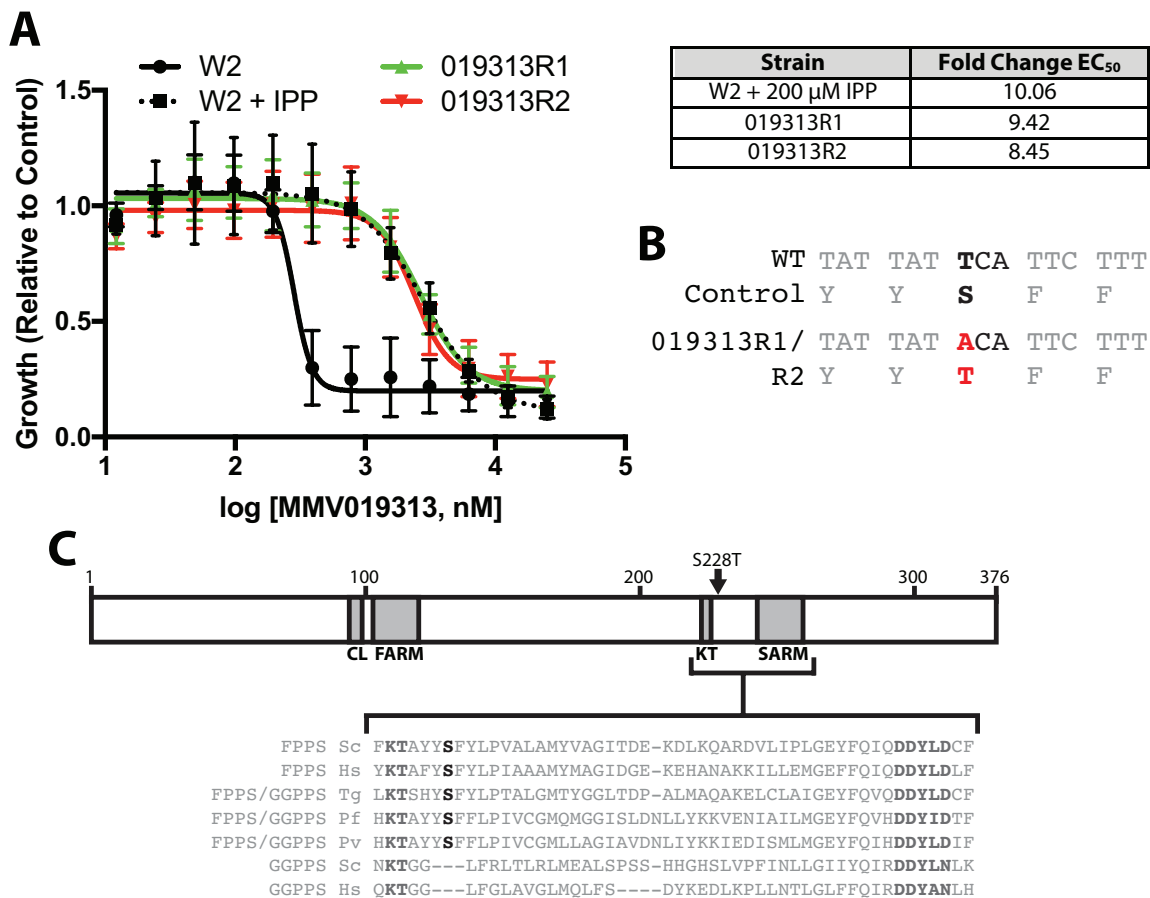 A
W2
W2 + IPP
019313R1
019313R2
Growth (Relative to Control)
1.5
1.0
0.5
0.0
1 2 3 4 5
log [MMV019313, nM]
Strain Fold Change EC50
W2 + 200 µM IPP 10.06
019313R1 9.42
019313R2 8.45
B
WT TAT TAT TCA TTC TTT
Control Y Y S F F
019313R1/ TAT TAT ACA TTC TTT
R2 Y Y T F F
C
1 100 200 S228T 300 376
CL FARM KT SARM
FPPS Sc FKTAYYSFYLPVALAMYVAGITDE-KDLKQARDVLIPLGEYFQIQDDYLDCF
FPPS Hs YKTAFYSFYLPIAAAMYMAGIDGE-KEHANAKKILLEMGEFFQIQDDYLDLF
FPPS/GGPPS Tg LKTSHYSFYLPTALGMTYGGLTDP-ALMAQAKELCLAIGEYFQVQDDYLDCF
FPPS/GGPPS Pf HKTAYYSFFLPIVCGMQMGGISLDNLLYKKVENIAILMGEYFQVHDDYIDTF
FPPS/GGPPS Pv HKTAYYSFFLPIVCGMLLAGIAVDNLIYKKIEDISMLMGEYFQIHDDYLDIF
GGPPS Sc NKTGG---LFRLTLRLMEALSPSS-HHGHSLVPFINLLGIIYQIRDDYLNLK
GGPPS Hs QKTGG---LFGLAVGLMQLFS----DYKEDLKPLLNTLGLFFQIRDDYANLH